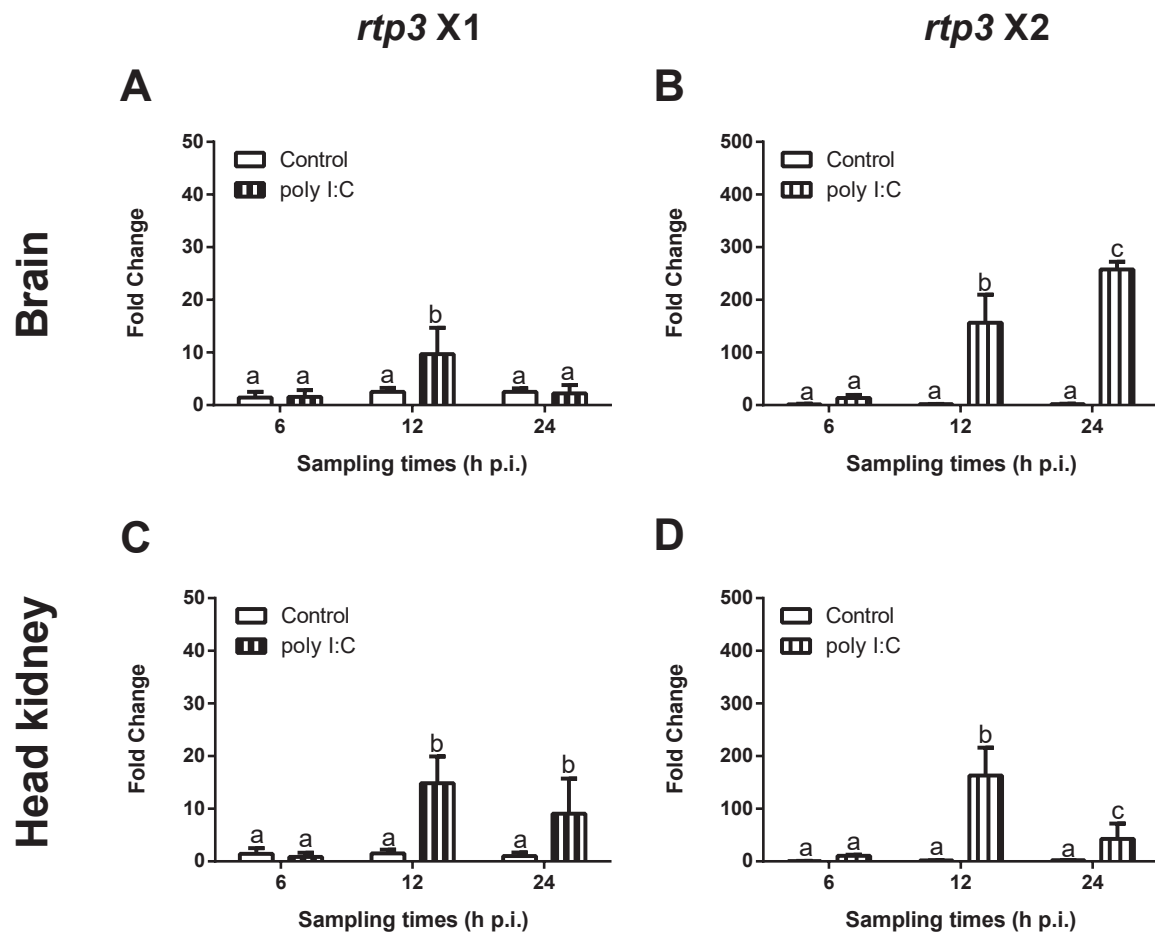 rtp3 X1
rtp3 X2
Brain
A
50
40
30
20
10
0
Fold Change
Control
poly I:C
a
a
a
b
a
a
6
12
24
Sampling times (h p.i.)
B
500
400
300
200
100
0
Fold Change
Control
poly I:C
a
a
a
b
a
c
6
12
24
Sampling times (h p.i.)
Head kidney
C
50
40
30
20
10
0
Fold Change
Control
poly I:C
a
a
a
b
a
b
6
12
24
Sampling times (h p.i.)
D
500
400
300
200
100
0
Fold Change
Control
poly I:C
a
a
a
b
a
c
6
12
24
Sampling times (h p.i.)